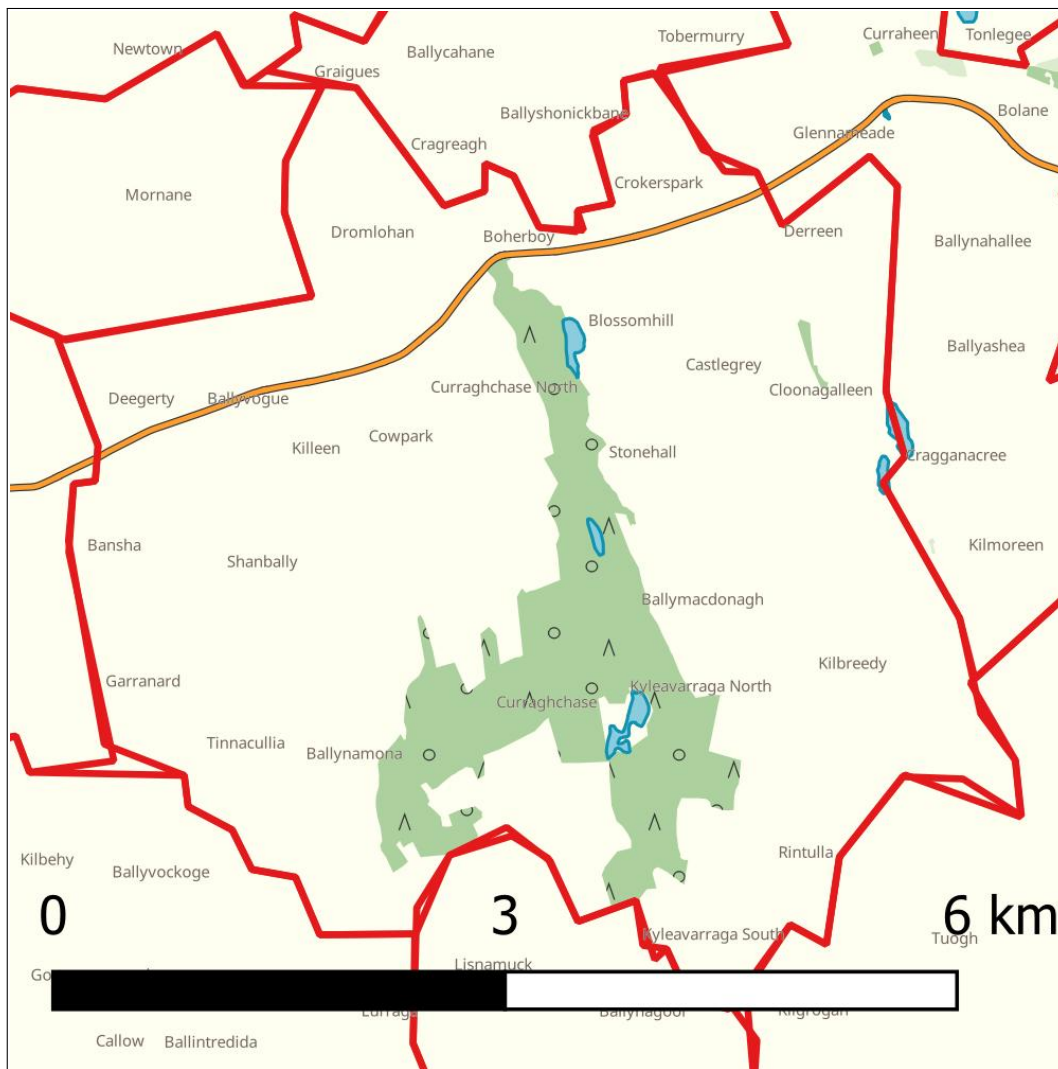 Tobermurry
Curraheen
Tonlegee
Newtown
Ballycahane
Graigues
Ballyshonickbane
Bolane
Glennameade
Cragreagh
Crokerspark
Mornane
Dromlohan
Boherboy
Derreen
Ballynahallee
Blossomhill
Ballyashea
Castlegrey
Curraghchase North
Cloonagalleen
Deegerty
Ballyvogue
Cowpark
Killeen
Stonehall
Cragganacree
Bansha
Kilmoreen
Shanbally
Ballymacdonagh
Kilbreedy
Garranard
Kyleavarraga North
Curraghchase
Tinnacullia
Ballynamona
Rintulla
Kilbehy
Ballyvockoge
0 3 6 km
Kyleavarraga South
Tuogh
Lisnamuck
Callow
Ballintredida